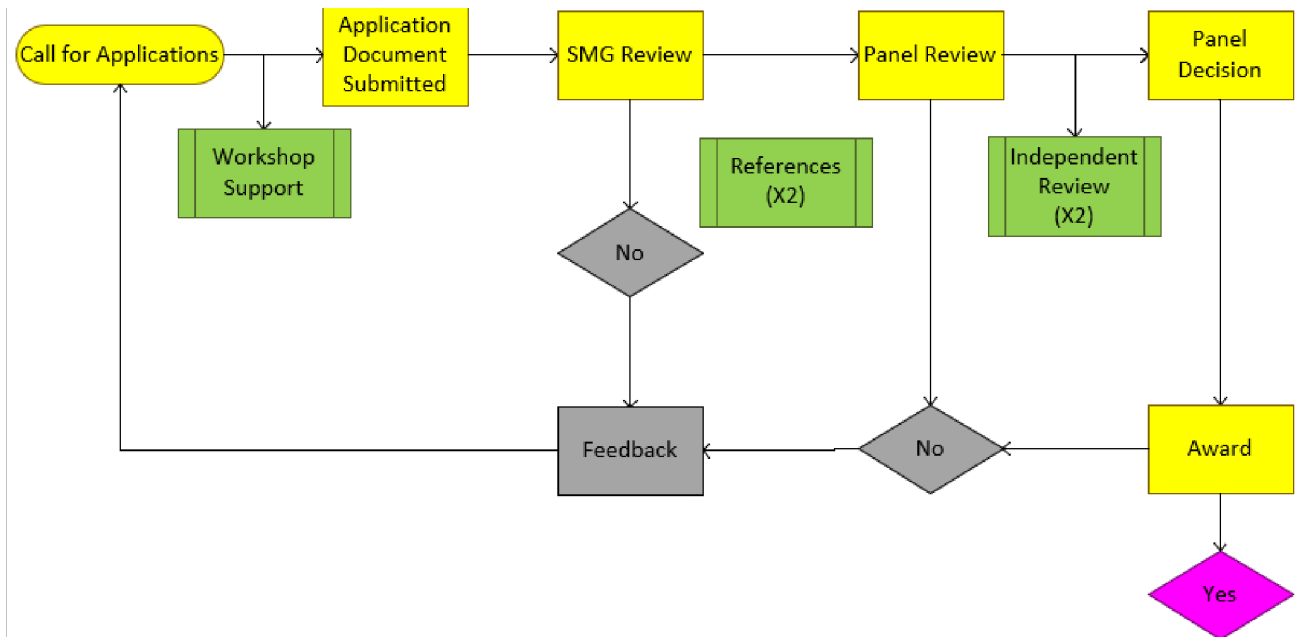 Call for Applications
Application
Document
Submitted
SMG Review
Panel Review
Panel
Decision
Workshop
Support
References
(X2)
Independent
Review
(X2)
No
Feedback
No
Award
Yes